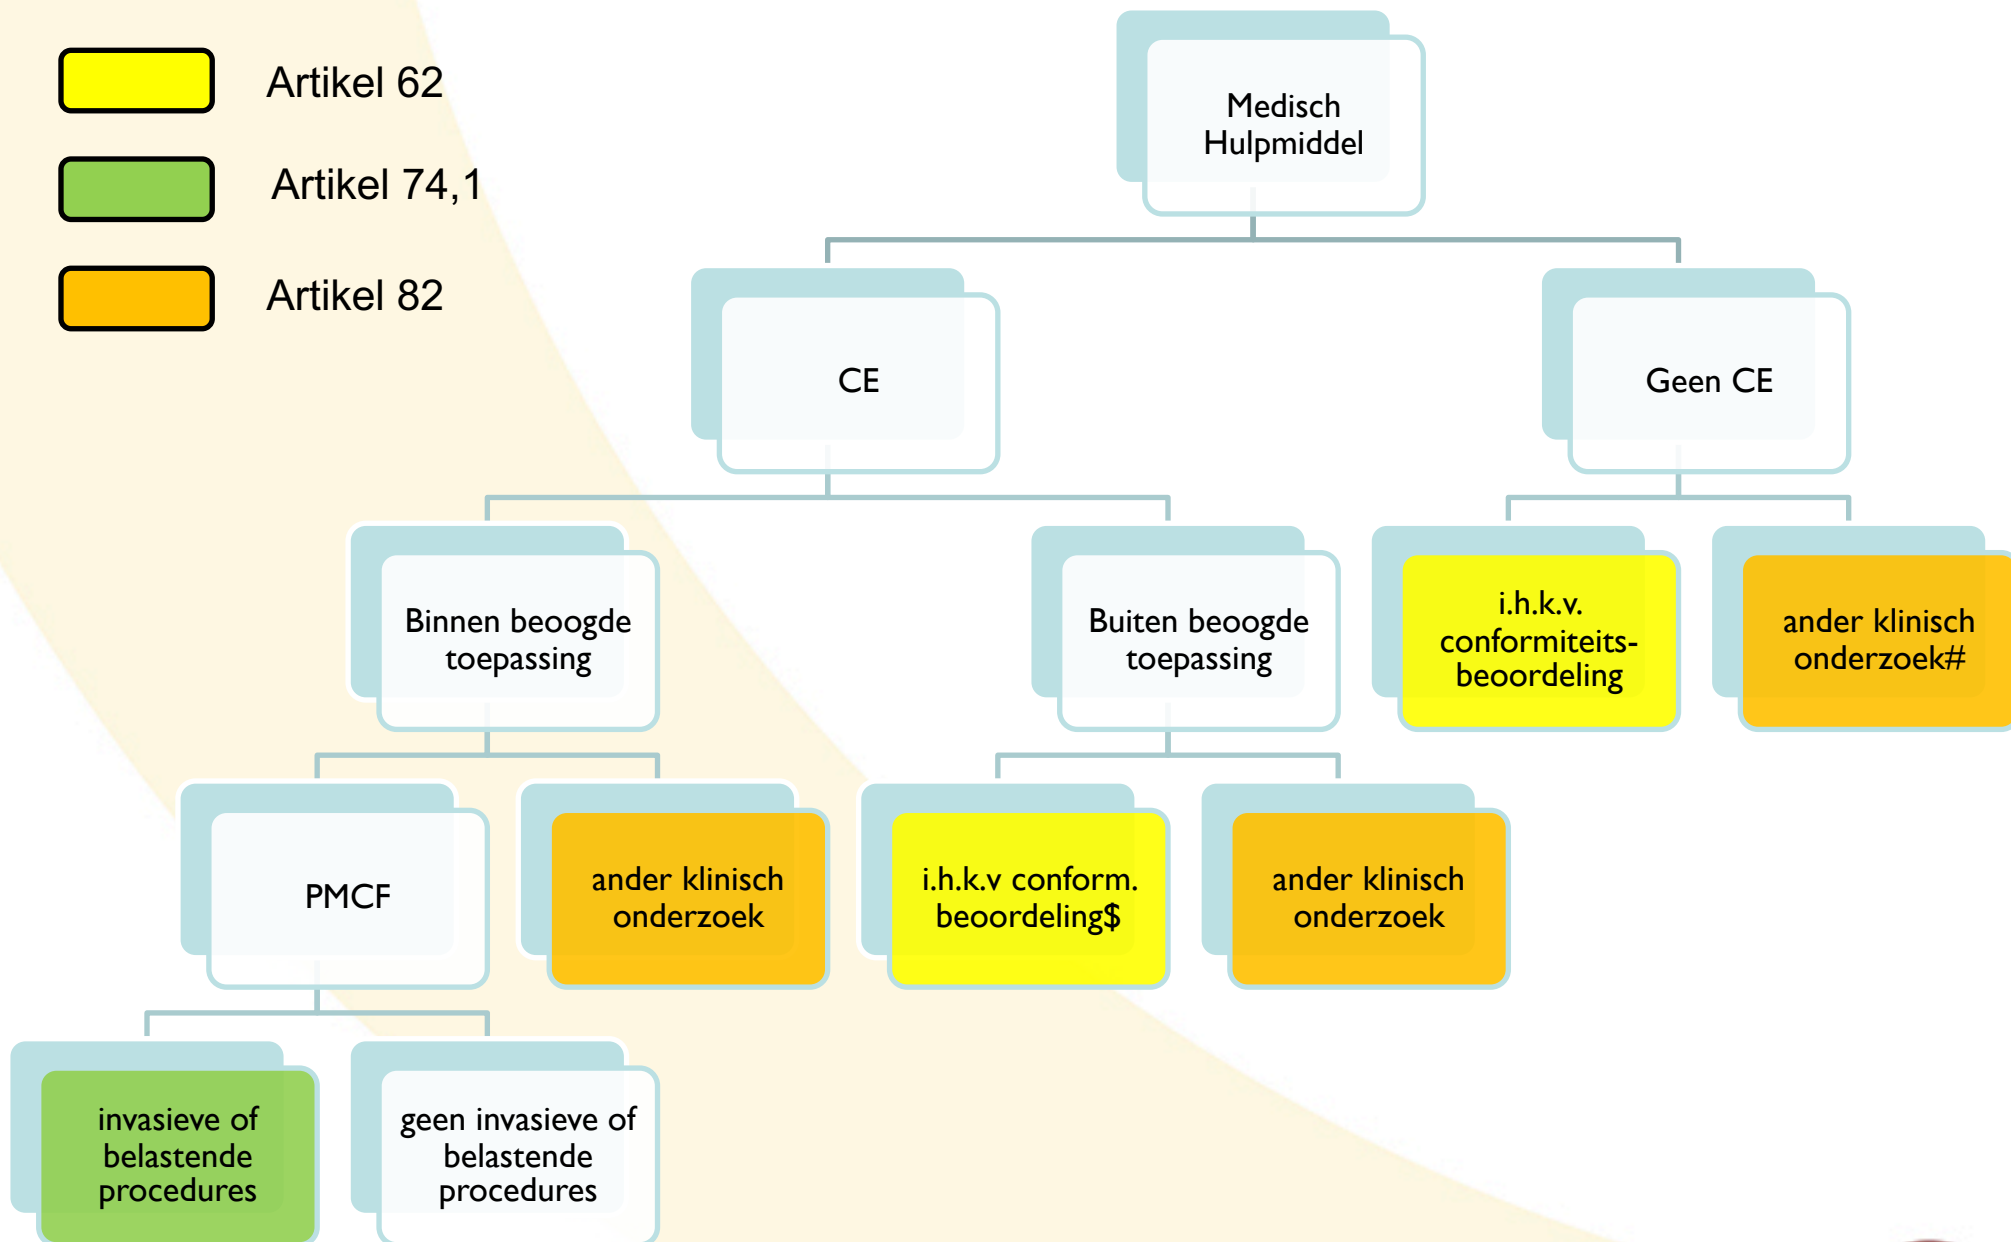 Artikel 62
Artikel 74,1
Artikel 82
Medisch
Hulpmiddel
CE
Geen CE
Binnen beoogde
toepassing
Buiten beoogde
toepassing
i.h.k.v.
conformiteits-
beoordeling
ander klinisch
onderzoek#
PMCF
ander klinisch
onderzoek
i.h.k.v conform.
beoordeling$
ander klinisch
onderzoek
invasieve of
belastende
procedures
geen invasieve of
belastende
procedures